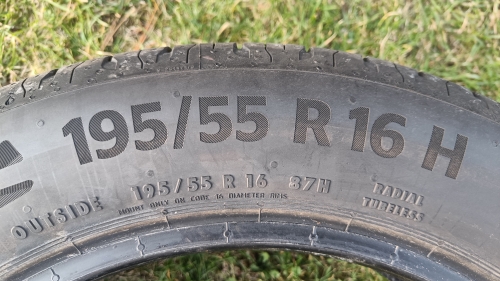 195/55 R 16 H
OUTSIDE 195/55 R 16 87H RADIAL TUBELESS
MOUNT ONLY ON CODE 16 DIAMETER RIMS